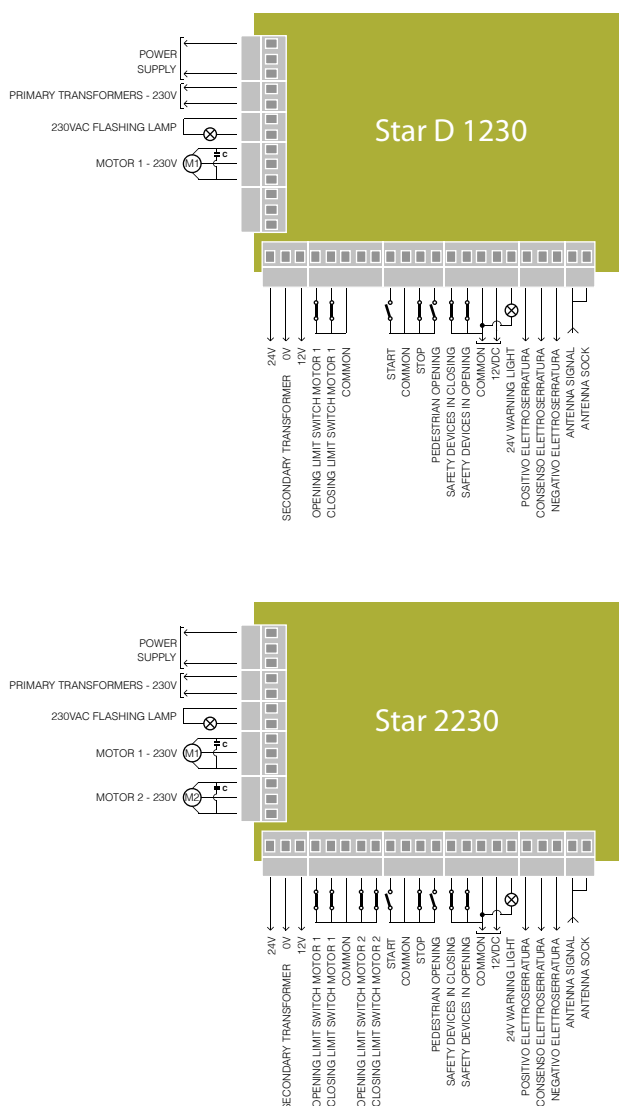 POWER
SUPPLY
PRIMARY TRANSFORMERS - 230V
230VAC FLASHING LAMP
C
MOTOR 1 - 230V
M1
Star D 1230
24V
0V
SECONDARY TRANSFORMER
12V
OPENING LIMIT SWITCH MOTOR 1
CLOSING LIMIT SWITCH MOTOR 1
COMMON
START
COMMON
STOP
PEDESTRIAN OPENING
SAFETY DEVICES IN CLOSING
SAFETY DEVICES IN OPENING
COMMON
12VDC
24V WARNING LIGHT
POSITIVO ELETTROSERRATURA
CONSENSO ELETTROSERRATURA
NEGATIVO ELETTROSERRATURA
ANTENNA SIGNAL
ANTENNA SOCK
POWER
SUPPLY
PRIMARY TRANSFORMERS - 230V
230VAC FLASHING LAMP
C
MOTOR 1 - 230V
M1
C
MOTOR 2 - 230V
M2
Star 2230
24V
0V
SECONDARY TRANSFORMER
12V
OPENING LIMIT SWITCH MOTOR 1
CLOSING LIMIT SWITCH MOTOR 1
COMMON
OPENING LIMIT SWITCH MOTOR 2
CLOSING LIMIT SWITCH MOTOR 2
START
COMMON
STOP
PEDESTRIAN OPENING
SAFETY DEVICES IN CLOSING
SAFETY DEVICES IN OPENING
COMMON
12VDC
24V WARNING LIGHT
POSITIVO ELETTROSERRATURA
CONSENSO ELETTROSERRATURA
NEGATIVO ELETTROSERRATURA
ANTENNA SIGNAL
ANTENNA SOCK